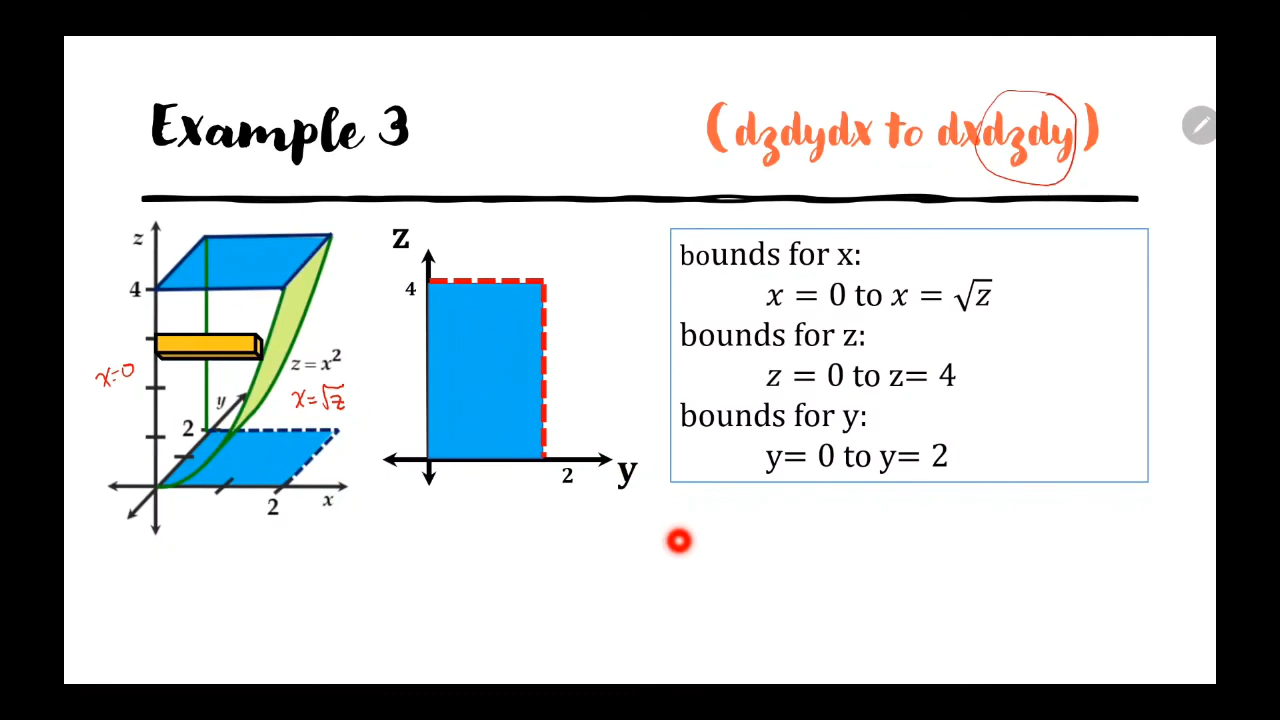 Example 3
(dzdydx to dxdzdy)
z
4
x=0
z = x²
x=√z
y
2
2
x
z
4
2
y
bounds for x:
x = 0 to x = √z
bounds for z:
z = 0 to z= 4
bounds for y:
y= 0 to y= 2